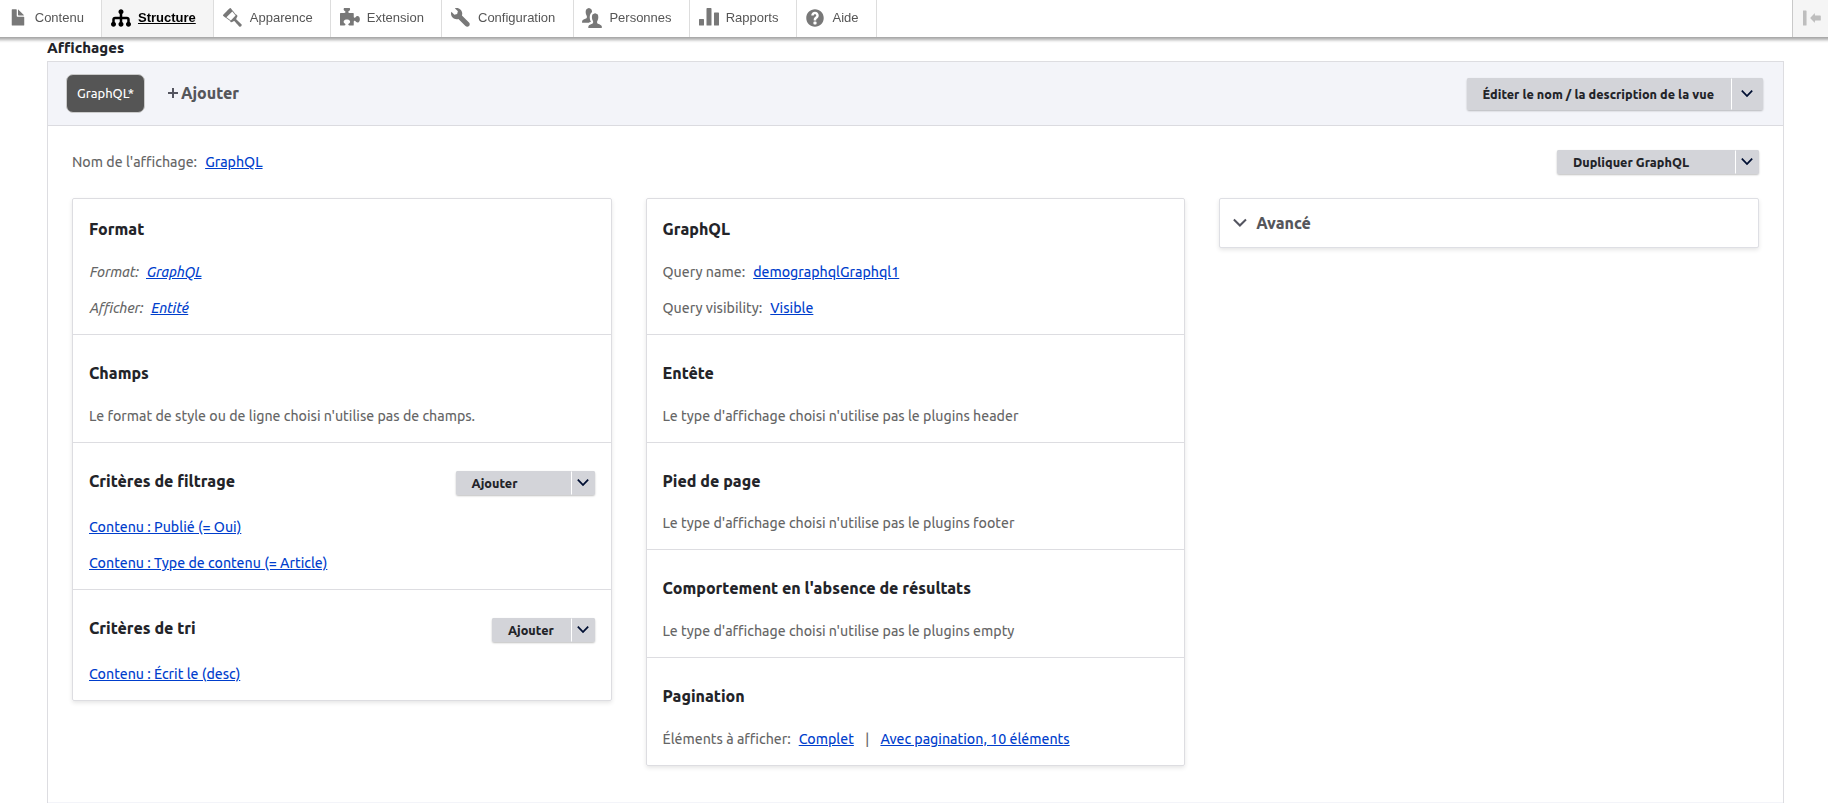 Contenu Structure Apparence Extension Configuration Personnes Rapports Aide
Affichages
GraphQL* +Ajouter Éditer le nom / la description de la vue
Nom de l'affichage: GraphQL Dupliquer GraphQL
Format
Format: GraphQL
Afficher: Entité
Champs
Le format de style ou de ligne choisi n'utilise pas de champs.
Critères de filtrage Ajouter
Contenu : Publié (= Oui)
Contenu : Type de contenu (= Article)
Critères de tri Ajouter
Contenu : Écrit le (desc)
GraphQL
Query name: demographqlGraphql1
Query visibility: Visible
Entête
Le type d'affichage choisi n'utilise pas le plugins header
Pied de page
Le type d'affichage choisi n'utilise pas le plugins footer
Comportement en l'absence de résultats
Le type d'affichage choisi n'utilise pas le plugins empty
Pagination
Éléments à afficher: Complet | Avec pagination, 10 éléments
Avancé